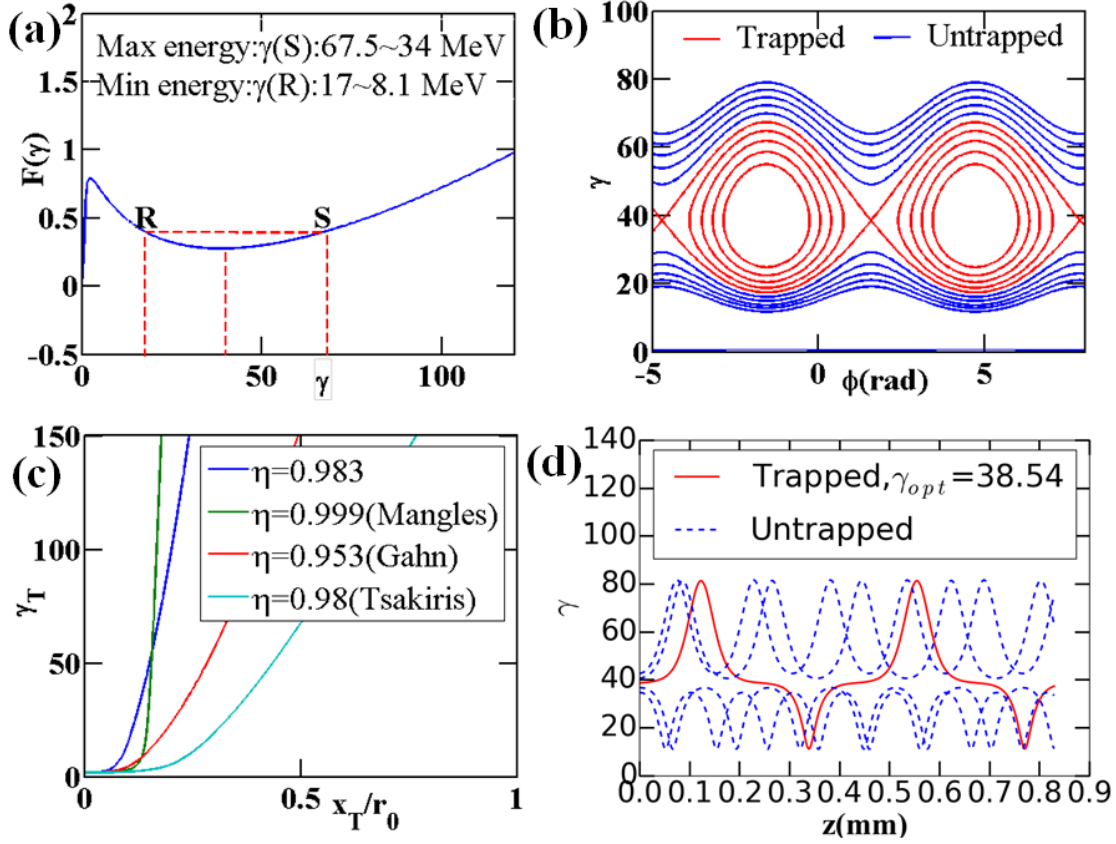 (a)
Max energy:γ(S):67.5~34 MeV
Min energy:γ(R):17~8.1 MeV
F(γ)
2
1.5
1
0.5
0
-0.5
R
S
0
50
100
γ
(b)
Trapped
Untrapped
γ
100
80
60
40
20
0
-5
0
5
ϕ(rad)
(c)
η=0.983
η=0.999(Mangles)
η=0.953(Gahn)
η=0.98(Tsakiris)
γT
150
100
50
0
0
0.5
1
xT/r0
(d)
Trapped,γopt=38.54
Untrapped
γ
140
120
100
80
60
40
20
0
0.0 0.1 0.2 0.3 0.4 0.5 0.6 0.7 0.8 0.9
z(mm)